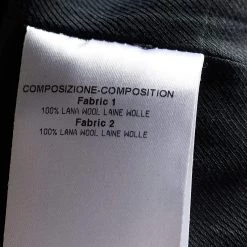 COMPOSIZIONE-COMPOSITION
Fabric 1
100% LANA WOOL LAINE WOLLE
Fabric 2
100% LANA WOOL LAINE WOLLE